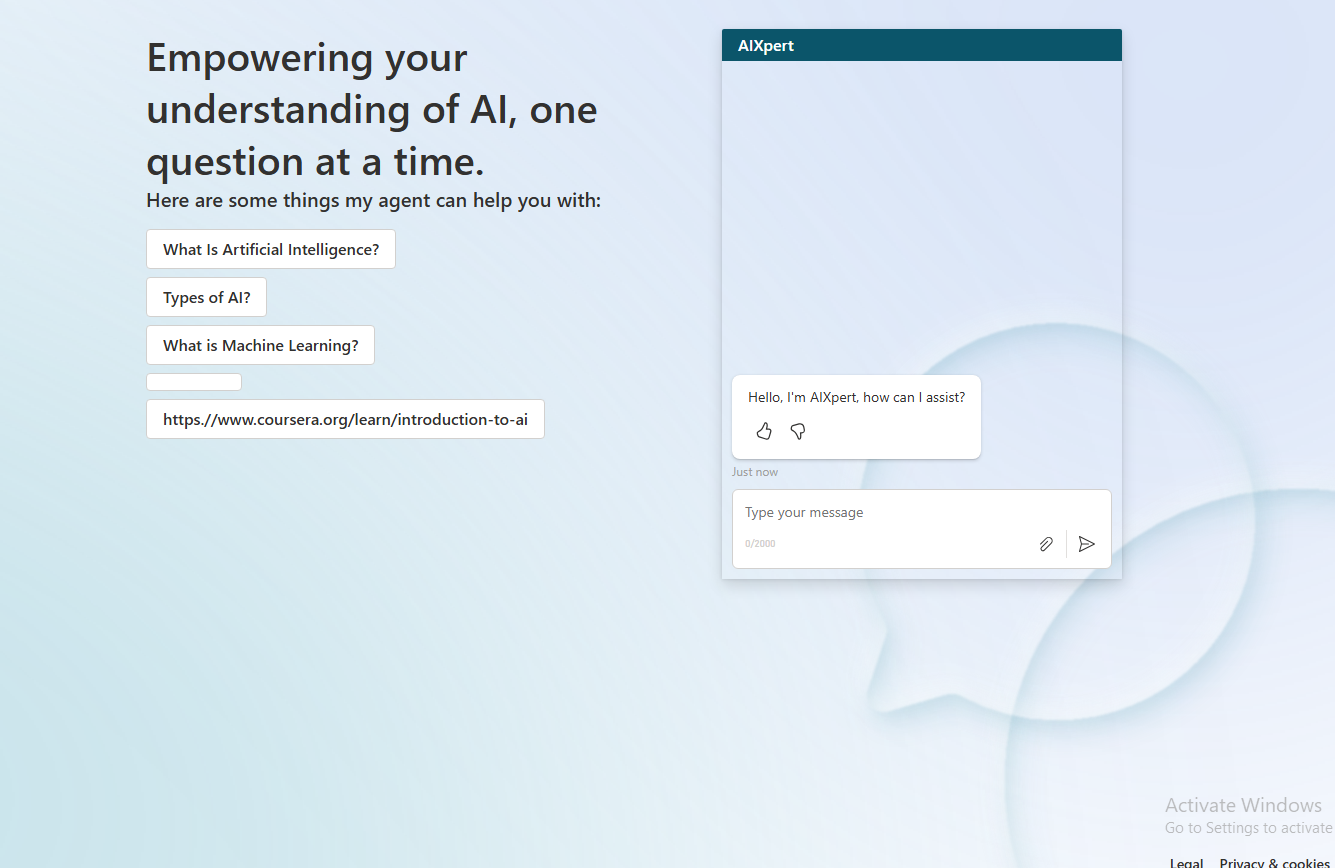 Empowering your
understanding of AI, one
question at a time.
Here are some things my agent can help you with:
What Is Artificial Intelligence?
Types of AI?
What is Machine Learning?
https.//www.coursera.org/learn/introduction-to-ai
AIXpert
Hello, I'm AIXpert, how can I assist?
Just now
Type your message
0/2000
Activate Windows
Go to Settings to activate
Legal Privacy & cookies